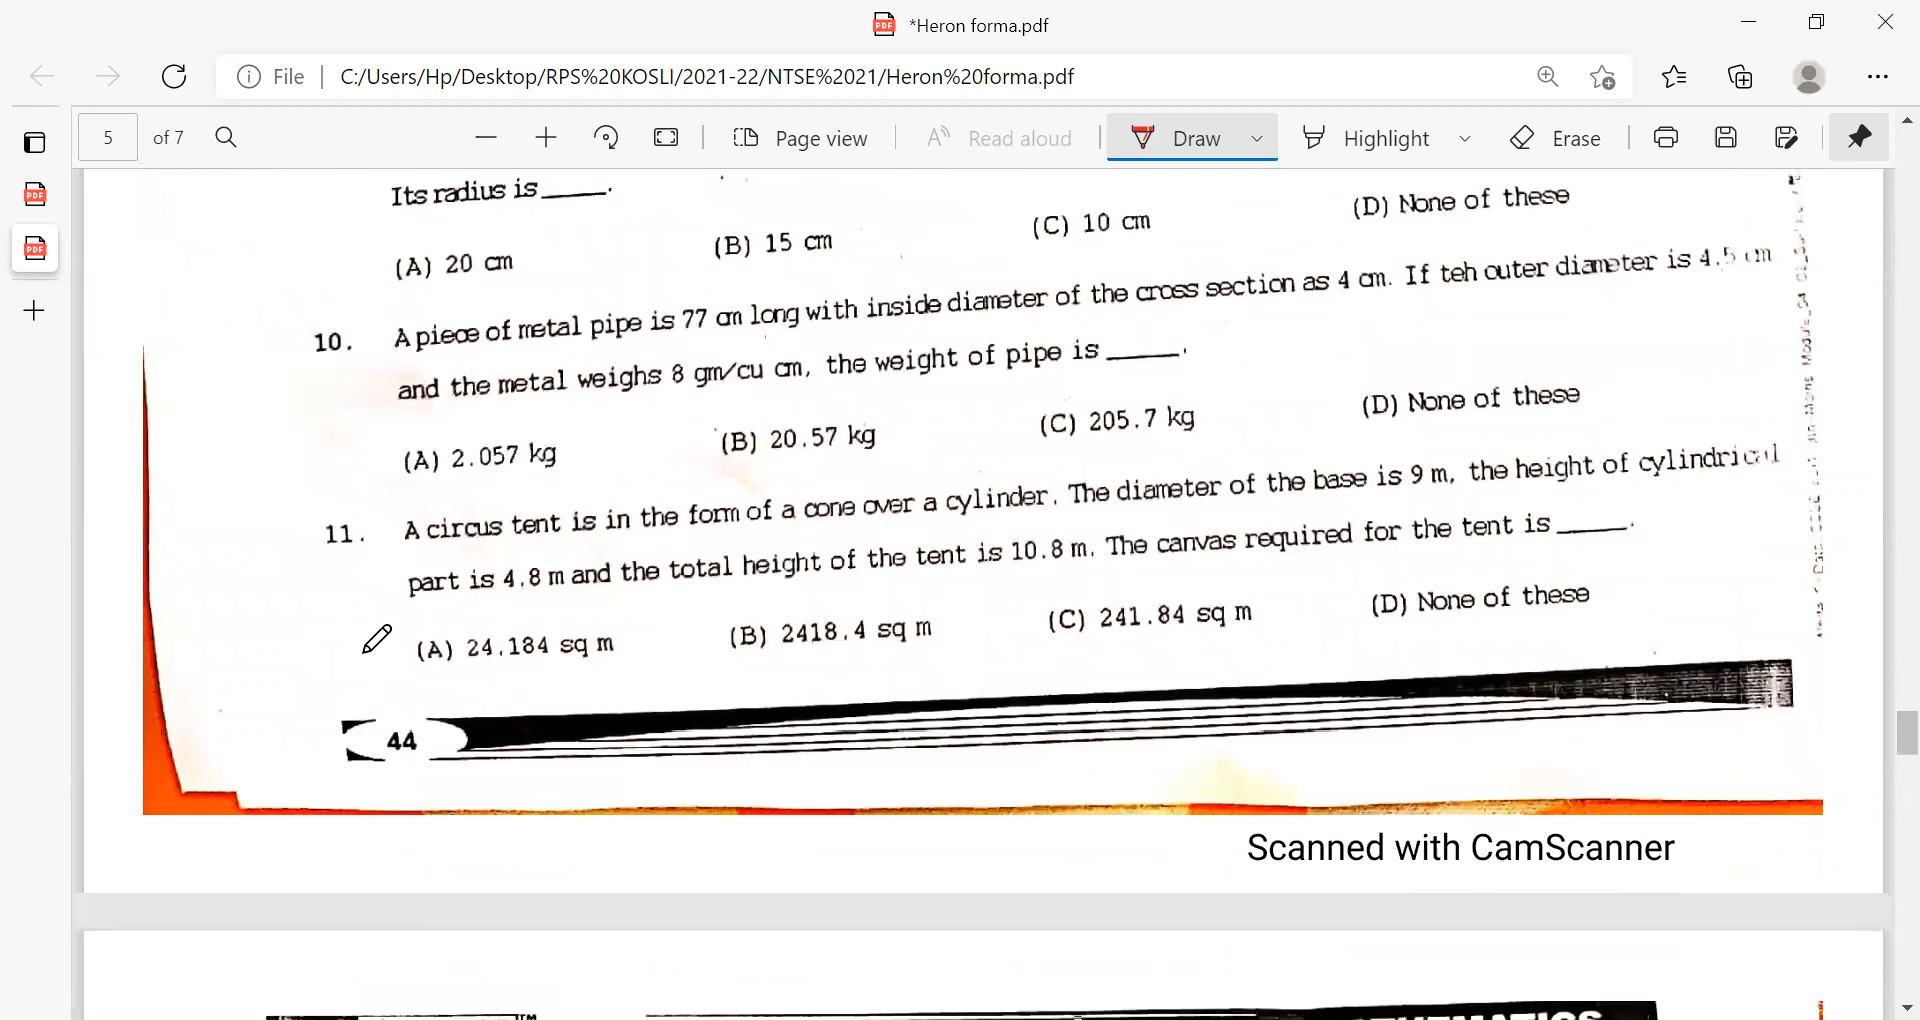 *Heron forma.pdf
File
C:/Users/Hp/Desktop/RPS%20KOSLI/2021-22/NTSE%2021/Heron%20forma.pdf
5 of 7
Page view
Read aloud
Draw
Highlight
Erase
Its radius is_____.
(A) 20 cm (B) 15 cm (C) 10 cm (D) None of these
10. A piece of metal pipe is 77 cm long with inside diameter of the cross section as 4 cm. If teh outer diameter is 4.5 cm
and the metal weighs 8 gm/cu cm, the weight of pipe is _____.
(A) 2.057 kg (B) 20.57 kg (C) 205.7 kg (D) None of these
11. A circus tent is in the form of a cone over a cylinder. The diameter of the base is 9 m, the height of cylindrical
part is 4.8 m and the total height of the tent is 10.8 m. The canvas required for the tent is _____.
(A) 24.184 sq m (B) 2418.4 sq m (C) 241.84 sq m (D) None of these
44
Scanned with CamScanner